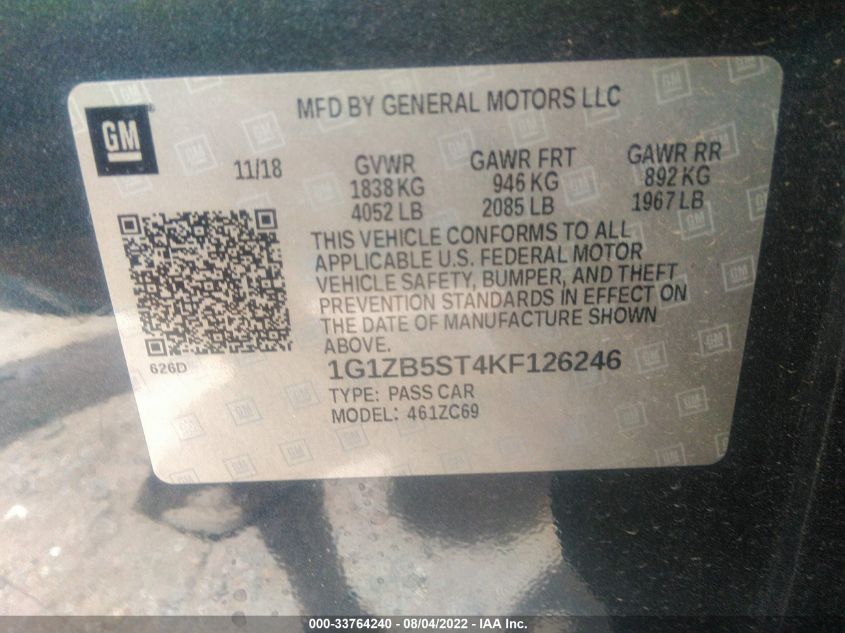 MFD BY GENERAL MOTORS LLC
GM
11/18 GVWR GAWR FRT GAWR RR
1838 KG 946 KG 892 KG
4052 LB 2085 LB 1967 LB
THIS VEHICLE CONFORMS TO ALL
APPLICABLE U.S. FEDERAL MOTOR
VEHICLE SAFETY, BUMPER, AND THEFT
PREVENTION STANDARDS IN EFFECT ON
THE DATE OF MANUFACTURE SHOWN
ABOVE.
626D
1G1ZB5ST4KF126246
TYPE: PASS CAR
MODEL: 461ZC69
000-33764240 - 08/04/2022 - IAA Inc.